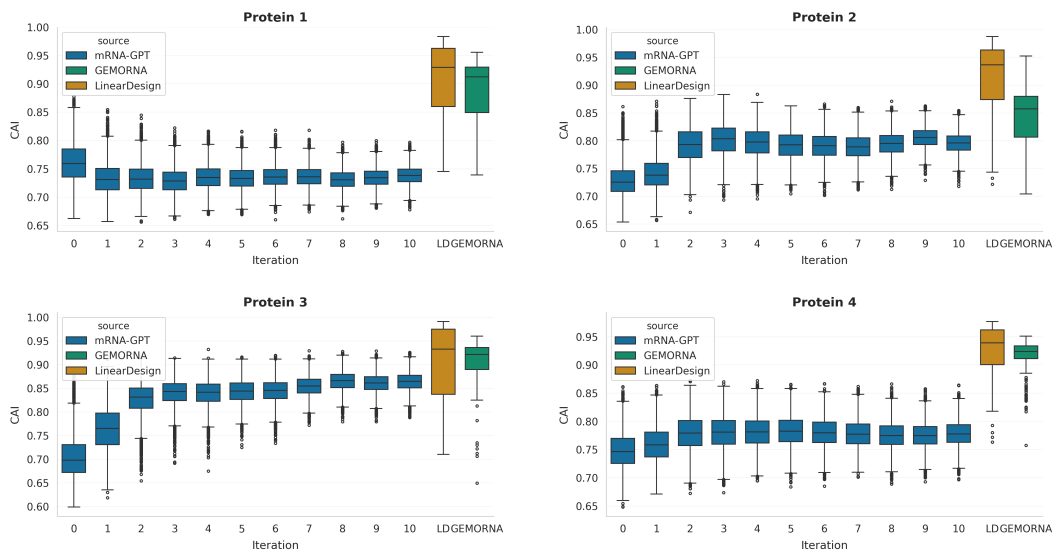 Protein 1
CAI
1.00
0.95
0.90
0.85
0.80
0.75
0.70
0.65
source
mRNA-GPT
GEMORNA
LinearDesign
0 1 2 3 4 5 6 7 8 9 10 LD GEMORNA
Iteration
Protein 2
CAI
1.00
0.95
0.90
0.85
0.80
0.75
0.70
0.65
source
mRNA-GPT
GEMORNA
LinearDesign
0 1 2 3 4 5 6 7 8 9 10 LD GEMORNA
Iteration
Protein 3
CAI
1.00
0.95
0.90
0.85
0.80
0.75
0.70
0.65
0.60
source
mRNA-GPT
GEMORNA
LinearDesign
0 1 2 3 4 5 6 7 8 9 10 LD GEMORNA
Iteration
Protein 4
CAI
0.95
0.90
0.85
0.80
0.75
0.70
0.65
source
mRNA-GPT
GEMORNA
LinearDesign
0 1 2 3 4 5 6 7 8 9 10 LD GEMORNA
Iteration